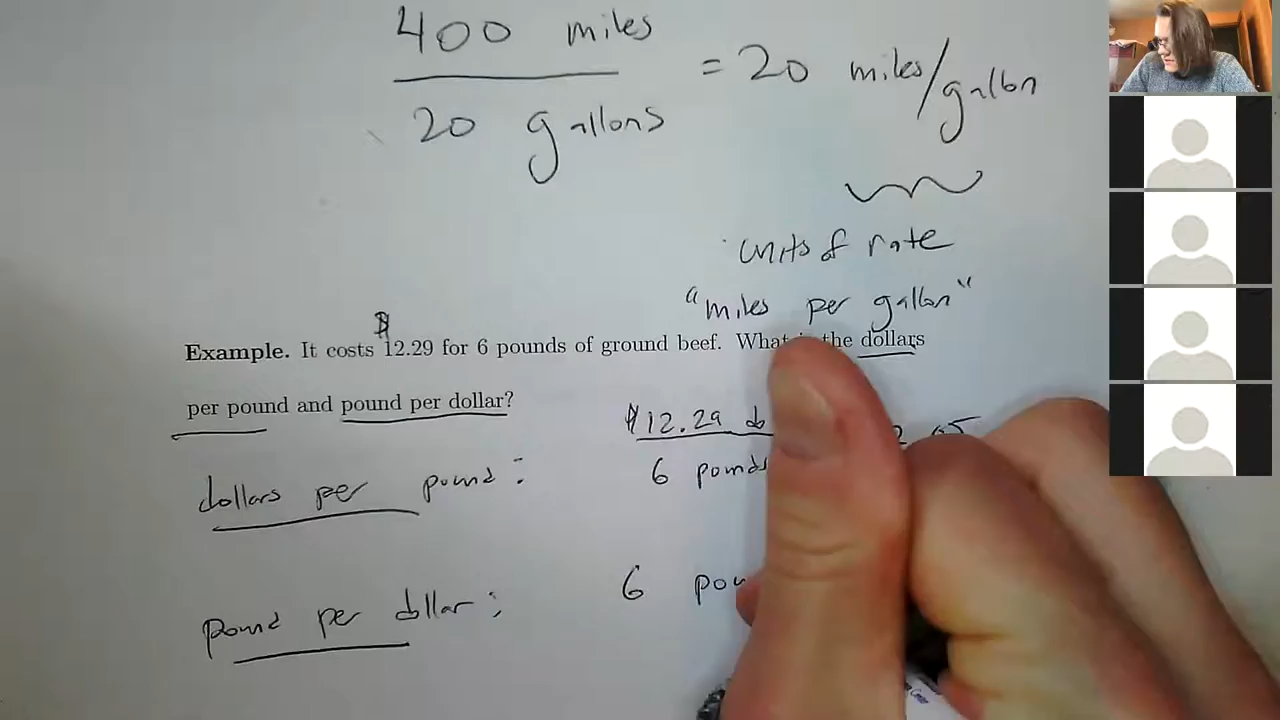 400 miles
20 gallons
= 20 miles/gallon
units of rate
"miles per gallon"
$
Example. It costs 12.29 for 6 pounds of ground beef. What the dollars
per pound and pound per dollar?
dollars per pound:
$12.29
6 pounds
pound per dollar:
6